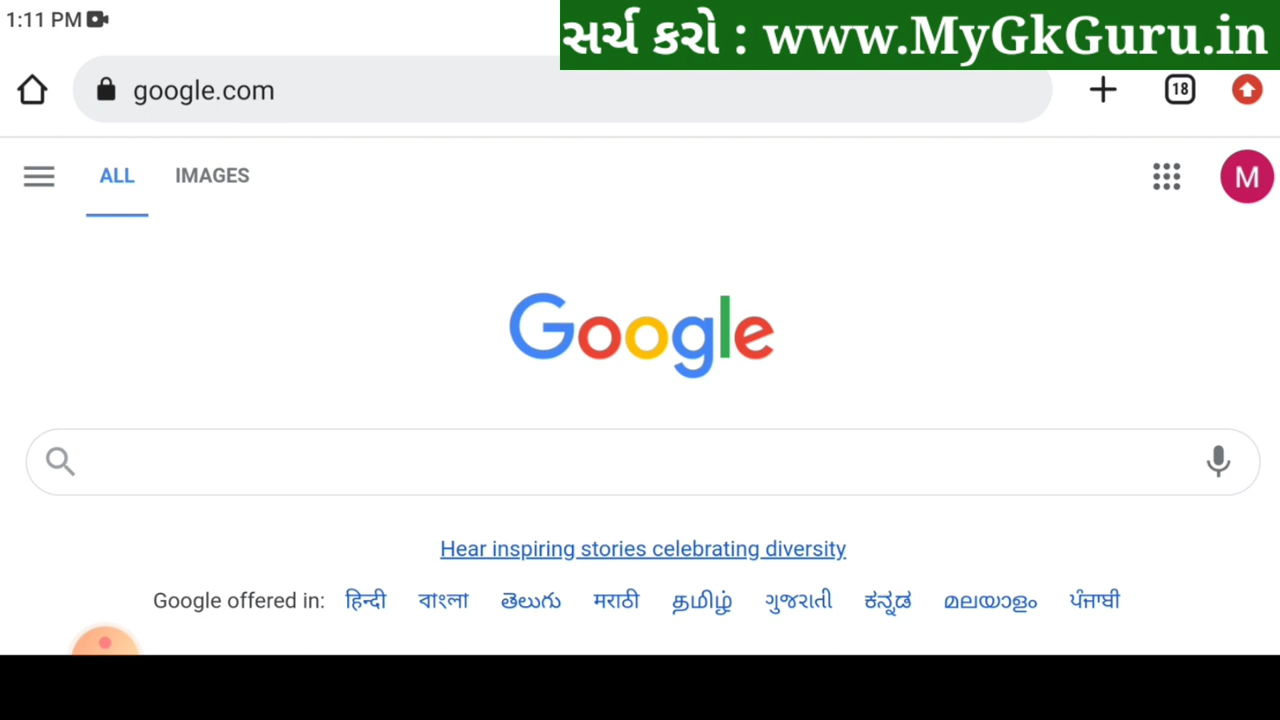 1:11 PM
સર્ચ કરો : www.MyGkGuru.in
google.com
18
ALL IMAGES
M
Google
Hear inspiring stories celebrating diversity
Google offered in: हिन्दी বাংলা తెలుగు मराठी தமிழ் ગુજરાતી ಕನ್ನಡ മലയാളം ਪੰਜਾਬੀ